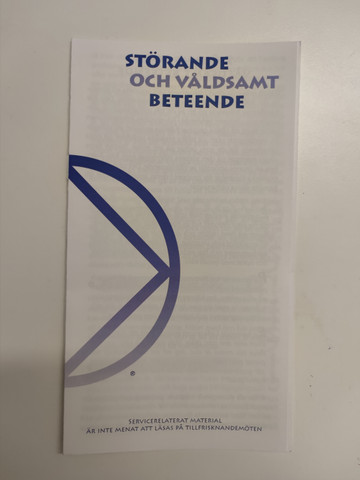 STÖRANDE
OCH VÅLDSAMT
BETEENDE
®
SERVICERELATERAT MATERIAL
ÄR INTE MENAT ATT LÄSAS PÅ TILLFRISKNANDEMÖTEN